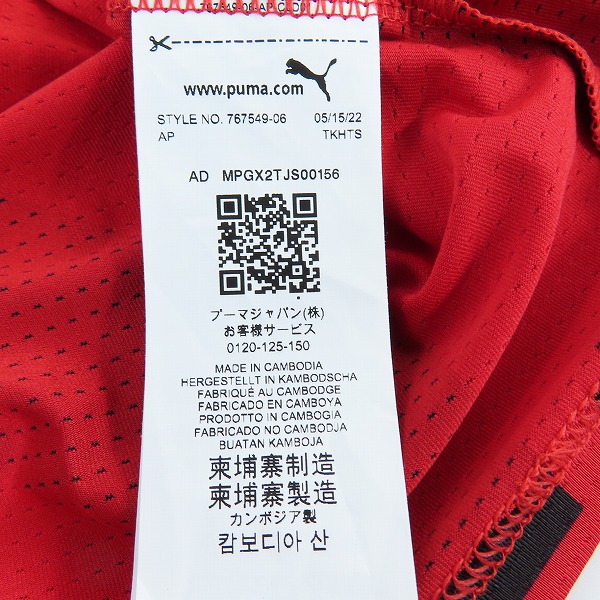 www.puma.com
STYLE NO. 767549-06 05/15/22
AP TKHTS
AD MPGX2TJS00156
プーマジャパン(株)
お客様サービス
0120-125-150
MADE IN CAMBODIA
HERGESTELLT IN KAMBODSCHA
FABRIQUÉ AU CAMBODGE
FABRICADO EN CAMBOYA
PRODOTTO IN CAMBOGIA
FABRICADO NO CAMBODJA
BUATAN KAMBOJA
柬埔寨制造
柬埔寨製造
カンボジア製
캄보디아 산